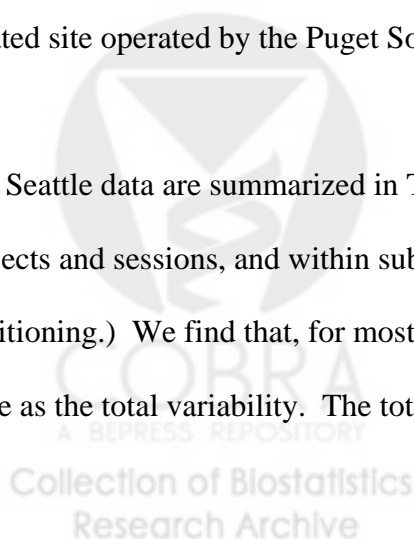 ated site operated by the Puget So
Seattle data are summarized in T
ects and sessions, and within sub
itioning.) We find that, for most
e as the total variability. The tot
COBRA
A BEPRESS REPOSITORY
Collection of Biostatistics
Research Archive